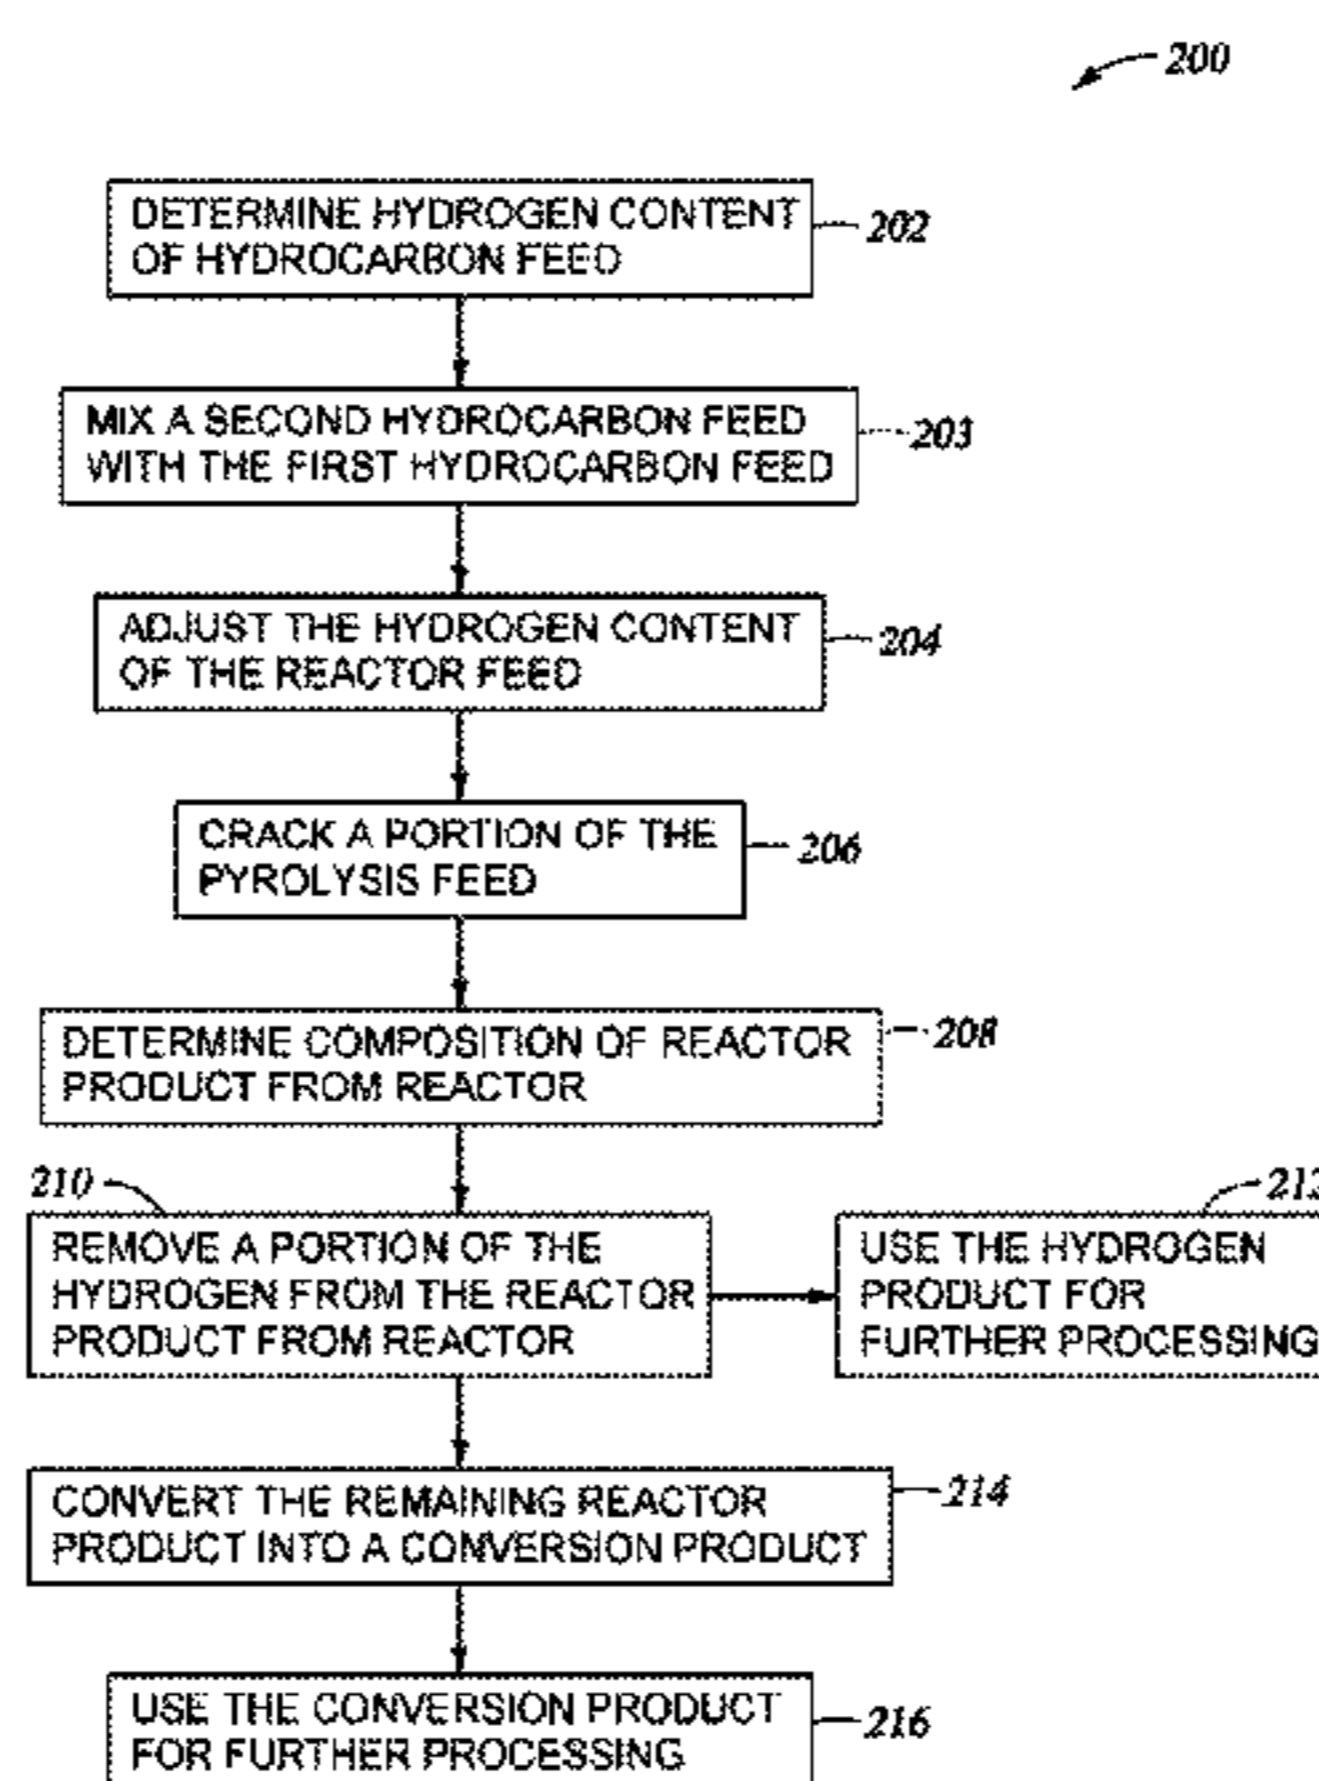 200
DETERMINE HYDROGEN CONTENT
OF HYDROCARBON FEED
202
MIX A SECOND HYDROCARBON FEED
WITH THE FIRST HYDROCARBON FEED
203
ADJUST THE HYDROGEN CONTENT
OF THE REACTOR FEED
204
CRACK A PORTION OF THE
PYROLYSIS FEED
206
DETERMINE COMPOSITION OF REACTOR
PRODUCT FROM REACTOR
208
210
REMOVE A PORTION OF THE
HYDROGEN FROM THE REACTOR
PRODUCT FROM REACTOR
212
USE THE HYDROGEN
PRODUCT FOR
FURTHER PROCESSING
CONVERT THE REMAINING REACTOR
PRODUCT INTO A CONVERSION PRODUCT
214
USE THE CONVERSION PRODUCT
FOR FURTHER PROCESSING
216